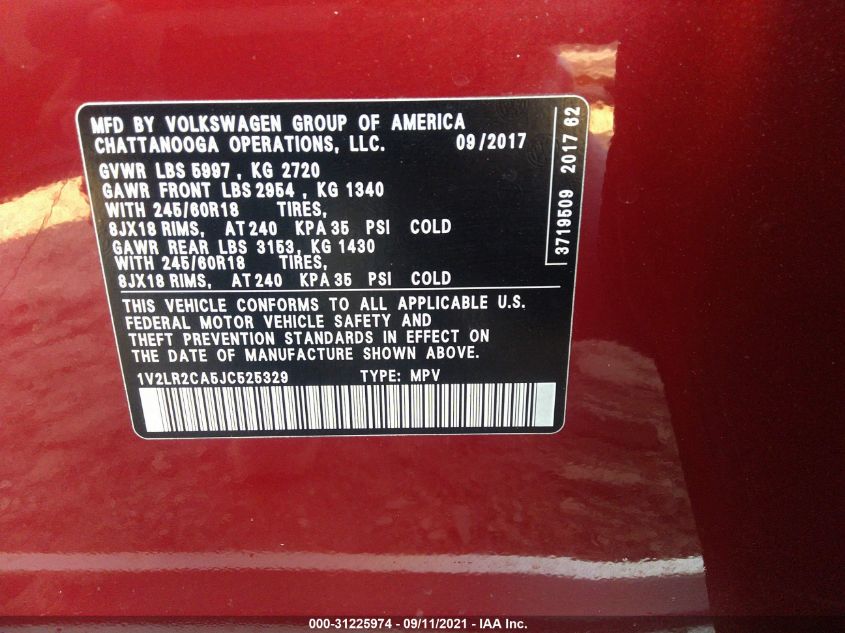 MFD BY VOLKSWAGEN GROUP OF AMERICA
CHATTANOOGA OPERATIONS, LLC. 09/2017
GVWR LBS 5997 , KG 2720
GAWR FRONT LBS 2954 , KG 1340
WITH 245/60R18 TIRES,
8JX18 RIMS, AT 240 KPA 35 PSI COLD
GAWR REAR LBS 3153, KG 1430
WITH 245/60R18 TIRES,
8JX18 RIMS, AT 240 KPA 35 PSI COLD
THIS VEHICLE CONFORMS TO ALL APPLICABLE U.S.
FEDERAL MOTOR VEHICLE SAFETY AND
THEFT PREVENTION STANDARDS IN EFFECT ON
THE DATE OF MANUFACTURE SHOWN ABOVE.
1V2LR2CA5JC525329 TYPE: MPV
3719509 2017 62
000-31225974 - 09/11/2021 - IAA Inc.